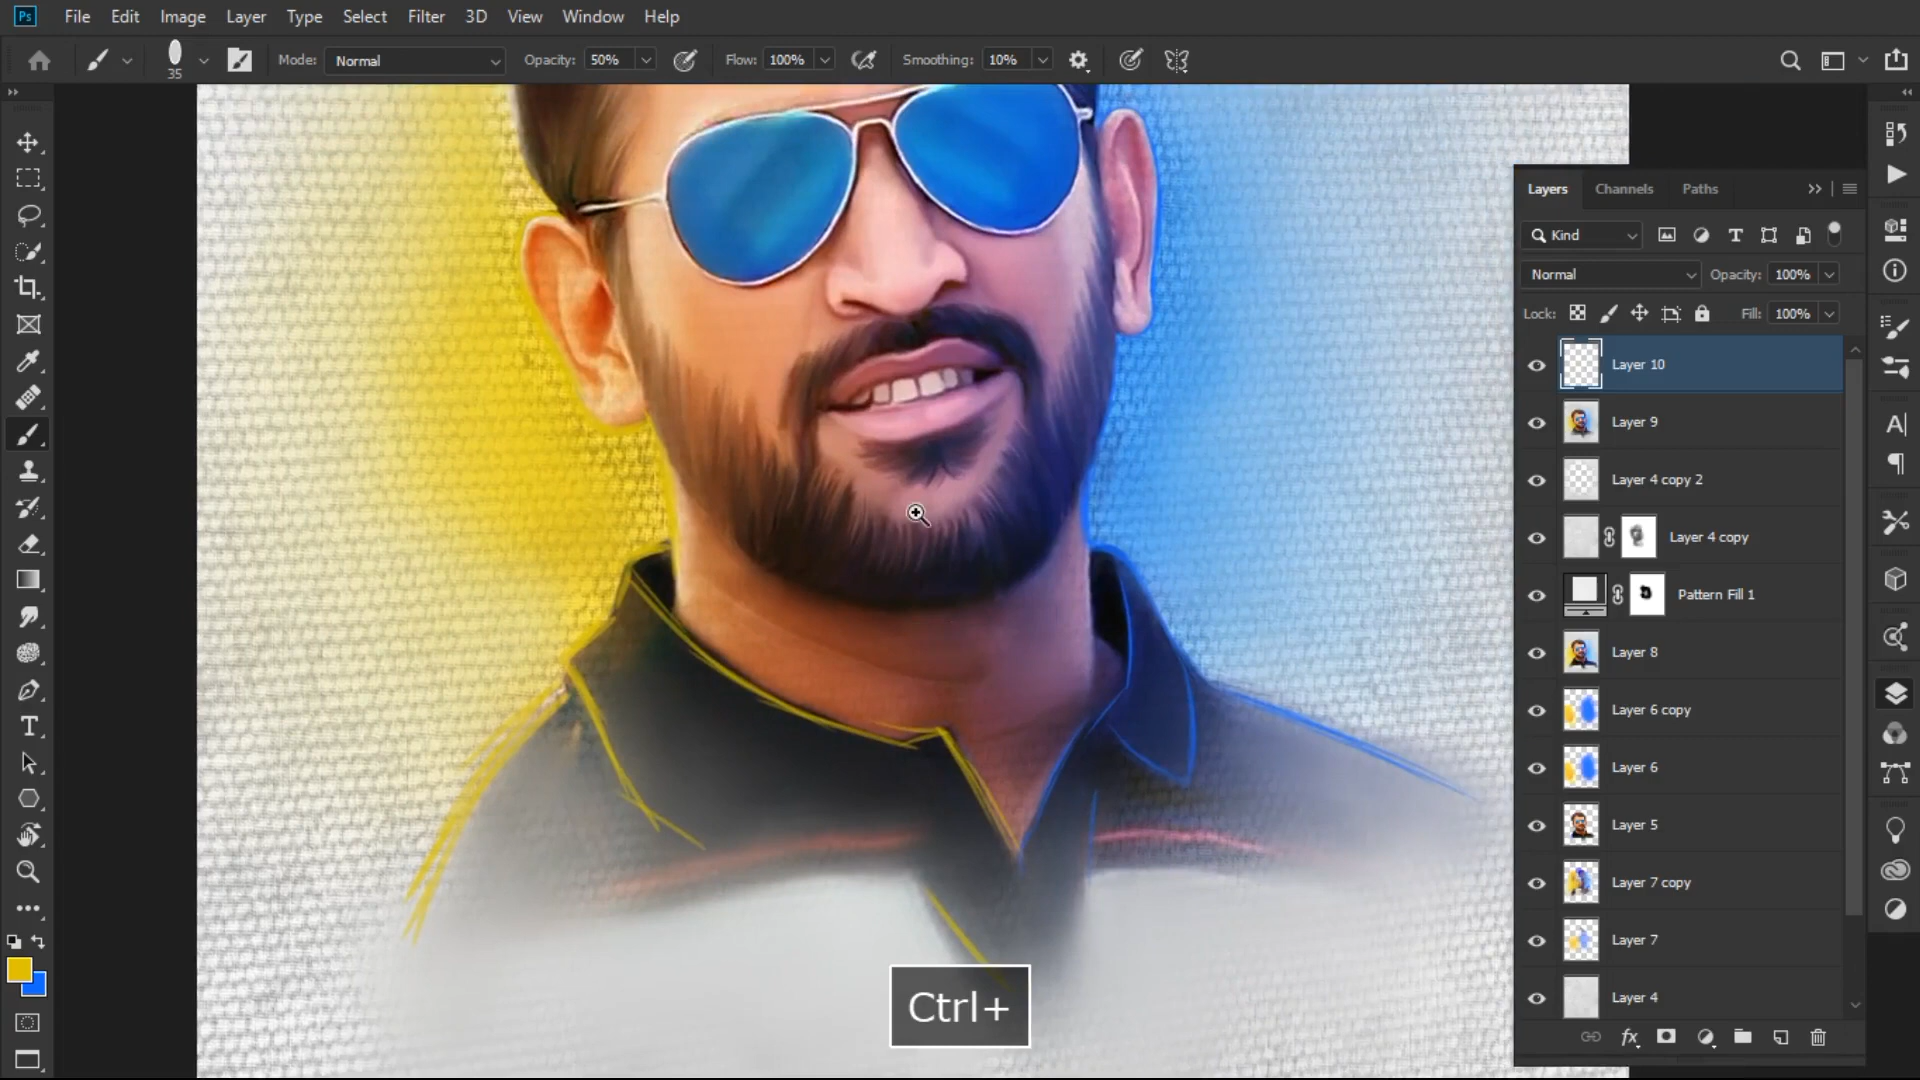 Ps File Edit Image Layer Type Select Filter 3D View Window Help
35 Mode: Normal Opacity: 50% Flow: 100% Smoothing: 10%
Layers Channels Paths
Kind
Normal Opacity: 100%
Lock: Fill: 100%
Layer 10
Layer 9
Layer 4 copy 2
Layer 4 copy
Pattern Fill 1
Layer 8
Layer 6 copy
Layer 6
Layer 5
Layer 7 copy
Layer 7
Layer 4
fx
Ctrl+